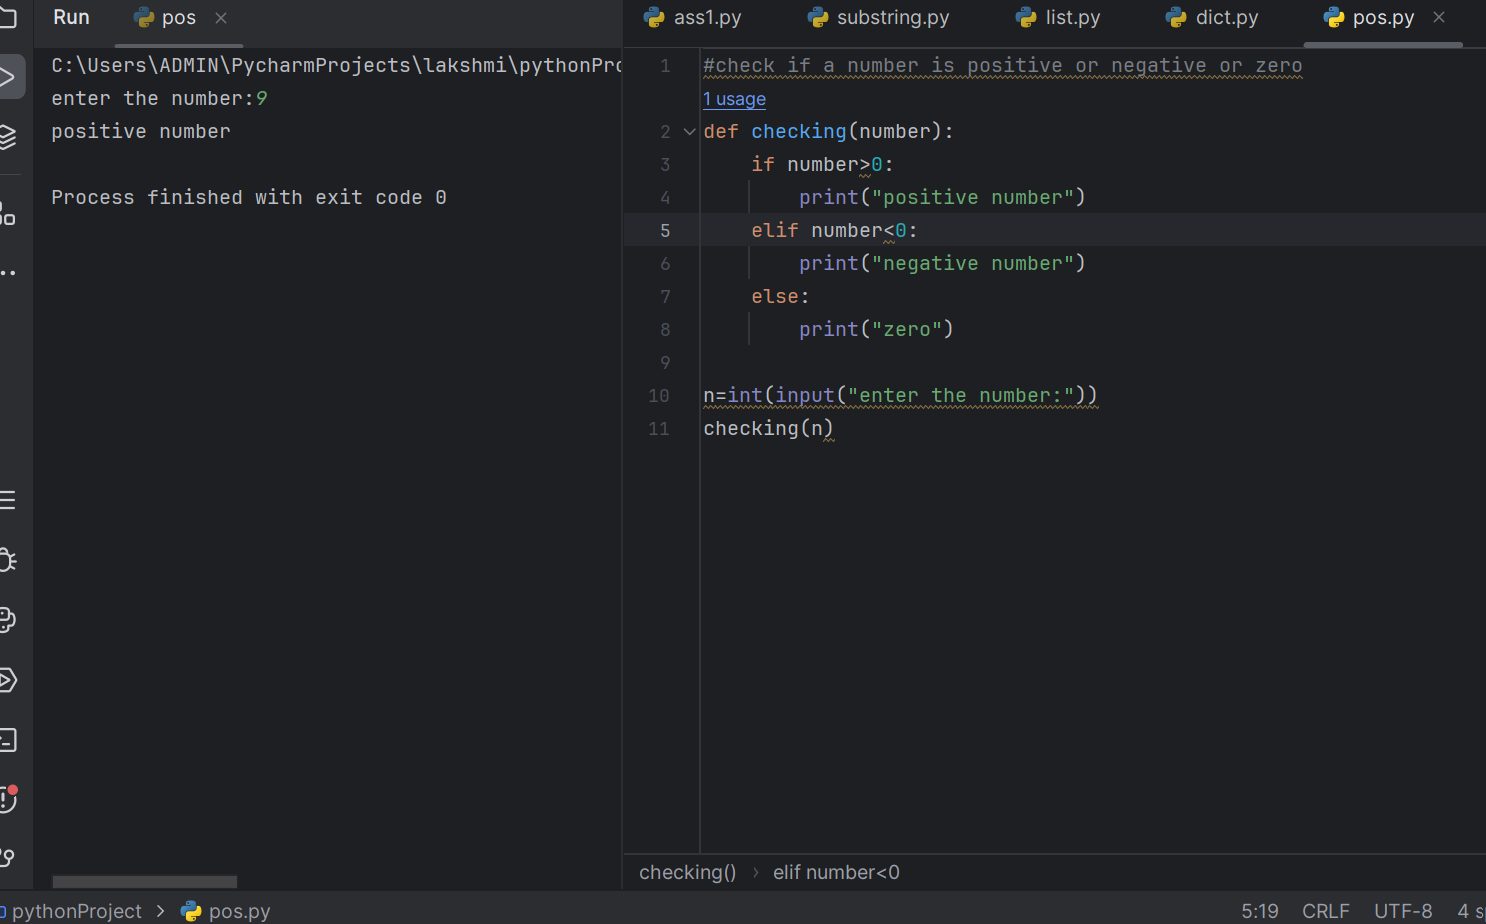 Run pos
C:\Users\ADMIN\PycharmProjects\lakshmi\pythonPro
enter the number:9
positive number
Process finished with exit code 0
ass1.py substring.py list.py dict.py pos.py
1 #check if a number is positive or negative or zero
1 usage
2 def checking(number):
3 if number>0:
4 print("positive number")
5 elif number<0:
6 print("negative number")
7 else:
8 print("zero")
9
10 n=int(input("enter the number:"))
11 checking(n)
checking() › elif number<0
pythonProject > pos.py 5:19 CRLF UTF-8 4 s